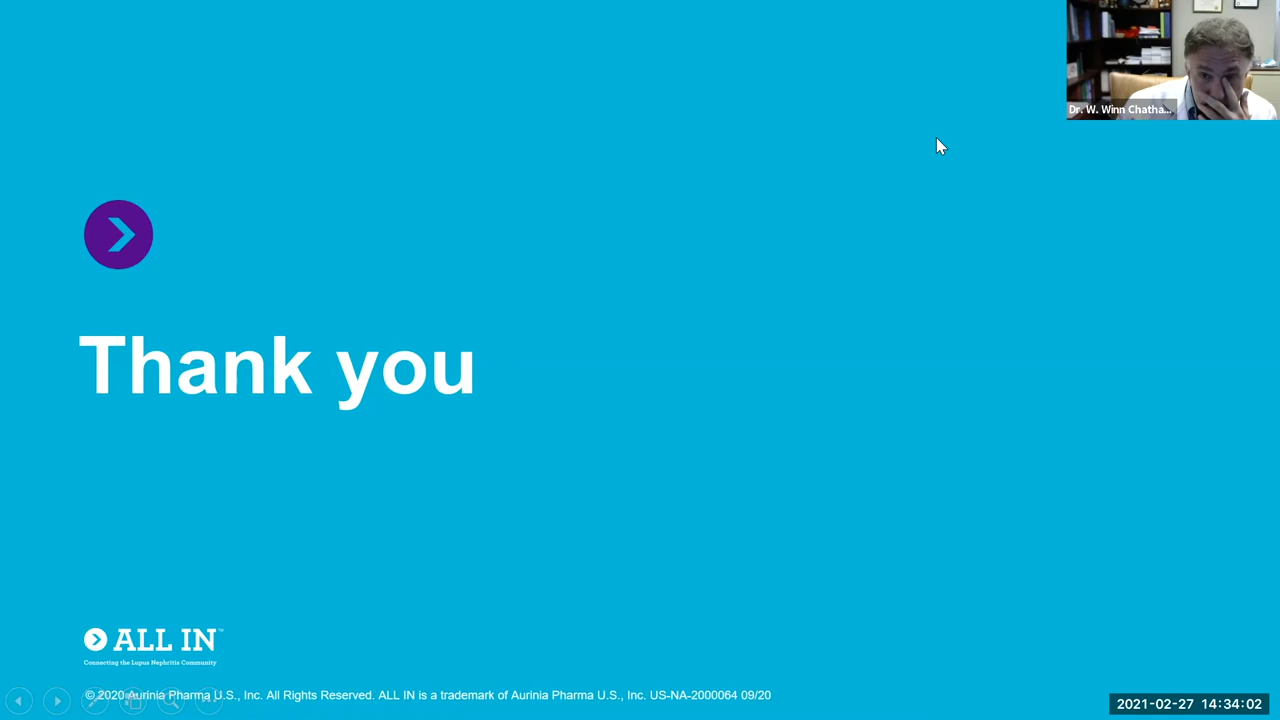 Dr. W. Winn Chatha...
Thank you
ALL IN™
Connecting the Lupus Nephritis Community
© 2020 Aurinia Pharma U.S., Inc. All Rights Reserved. ALL IN is a trademark of Aurinia Pharma U.S., Inc. US-NA-2000064 09/20
2021-02-27 14:34:02